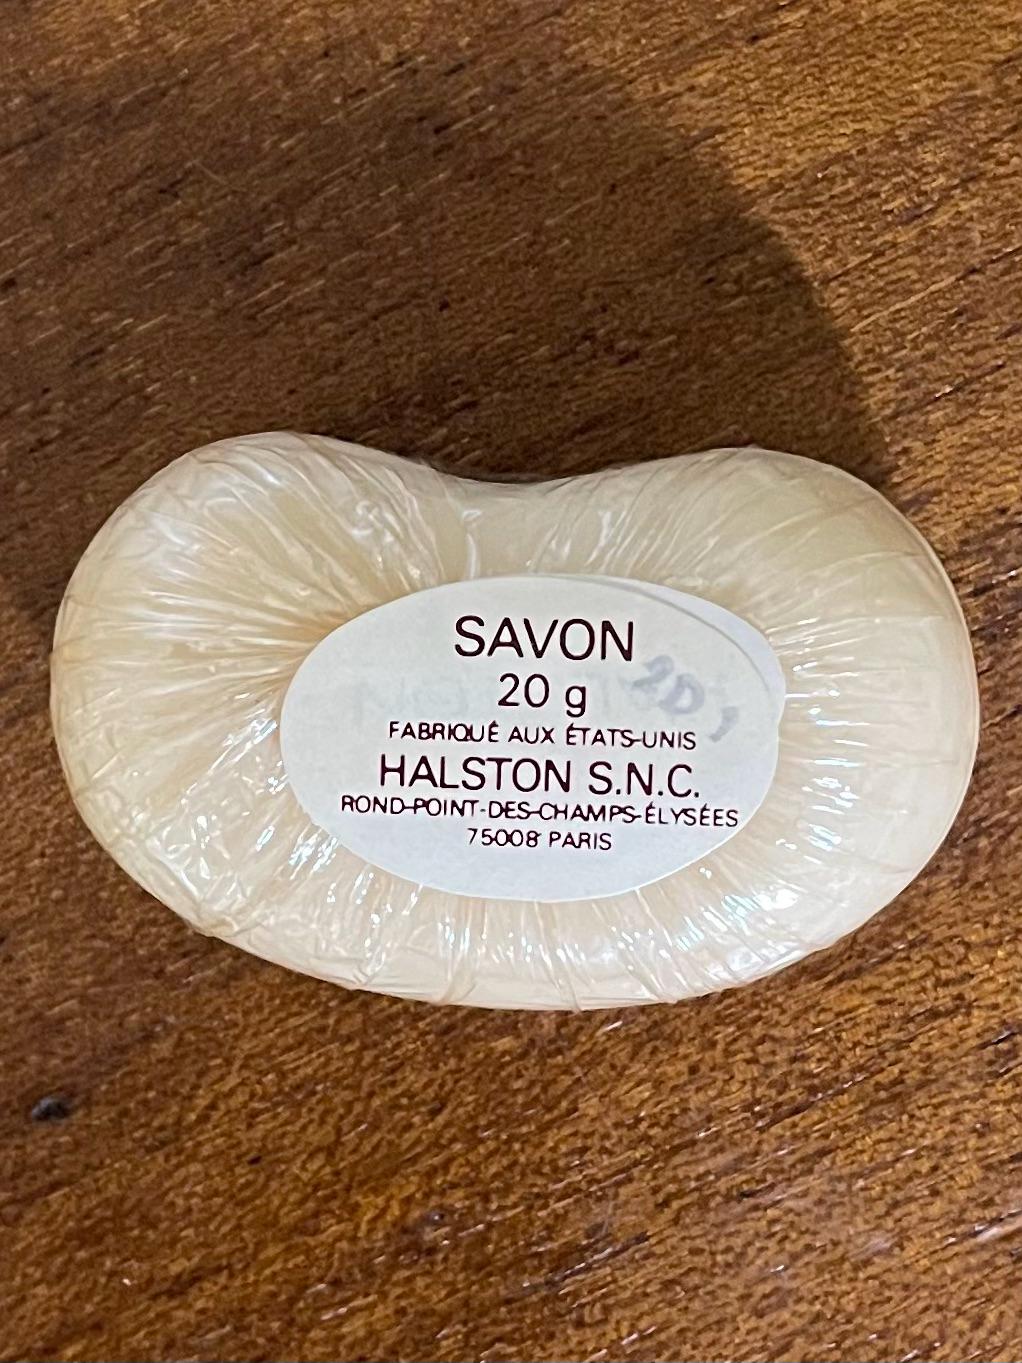 SAVON
20 g
FABRIQUÉ AUX ÉTATS-UNIS
HALSTON S.N.C.
ROND-POINT-DES-CHAMPS-ÉLYSÉES
75008 PARIS